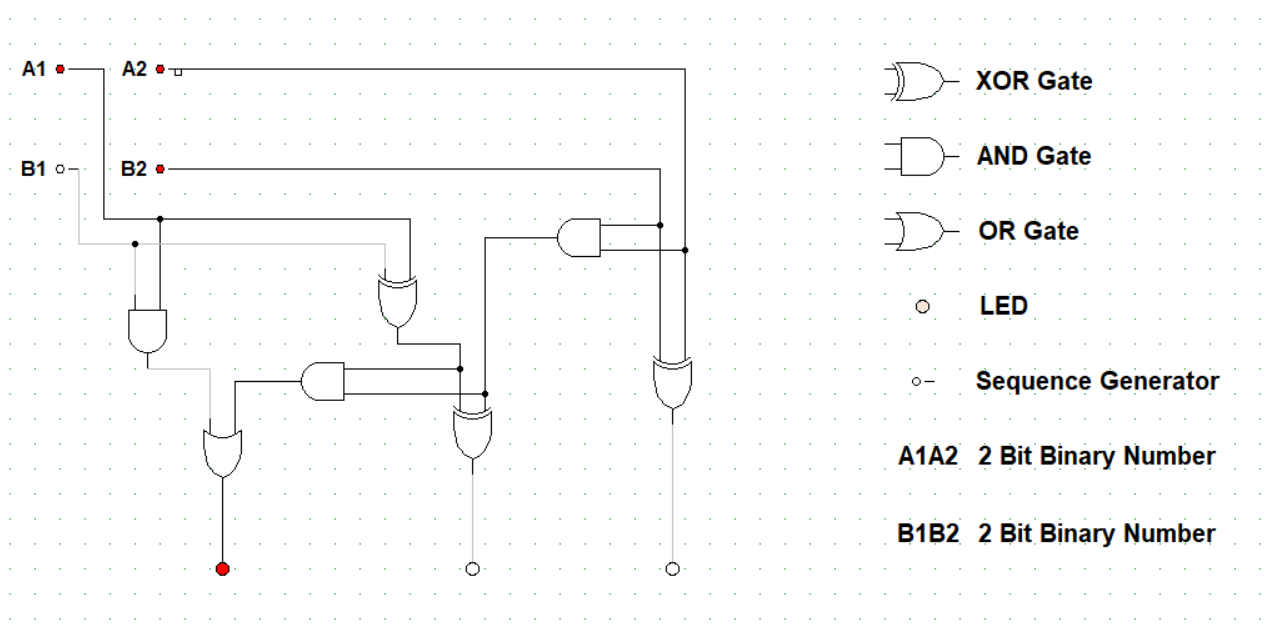 A1
A2
B1
B2
XOR Gate
AND Gate
OR Gate
LED
Sequence Generator
A1A2 2 Bit Binary Number
B1B2 2 Bit Binary Number